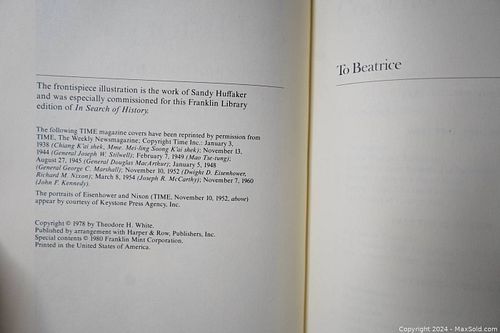 The frontispiece illustration is the work of Sandy Huffaker
and was especially commissioned for this Franklin Library
edition of In Search of History.
The following TIME magazine covers have been reprinted by permission from
TIME, The Weekly Newsmagazine; Copyright Time Inc.: January 3,
1938 (Chiang K'ai shek, Mme. Mei-ling Soong K'ai shek); November 13,
1944 (General Joseph W. Stilwell); February 7, 1949 (Mao Tse-tung);
August 27, 1945 (General Douglas MacArthur); January 5, 1948
(General George C. Marshall); November 10, 1952 (Dwight D. Eisenhower,
Richard M. Nixon); March 8, 1954 (Joseph R. McCarthy); November 7, 1960
(John F. Kennedy).
The portraits of Eisenhower and Nixon (TIME, November 10, 1952, above)
appear by courtesy of Keystone Press Agency, Inc.
Copyright © 1978 by Theodore H. White.
Published by arrangement with Harper & Row, Publishers, Inc.
Special contents © 1980 Franklin Mint Corporation.
Printed in the United States of America.
To Beatrice
Copyright 2024 - MaxSold.com